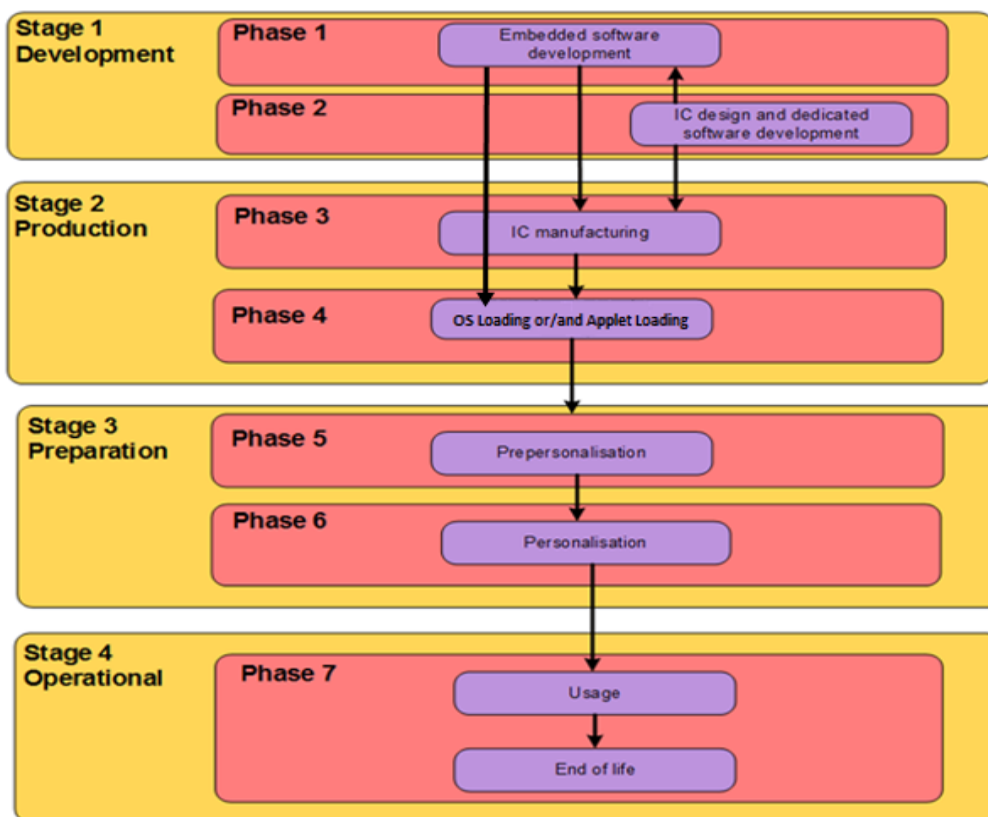 Stage 1
Development
Phase 1
Embedded software
development
Phase 2
IC design and dedicated
software development
Stage 2
Production
Phase 3
IC manufacturing
Phase 4
OS Loading or/and Applet Loading
Stage 3
Preparation
Phase 5
Prepersonalisation
Phase 6
Personalisation
Stage 4
Operational
Phase 7
Usage
End of life